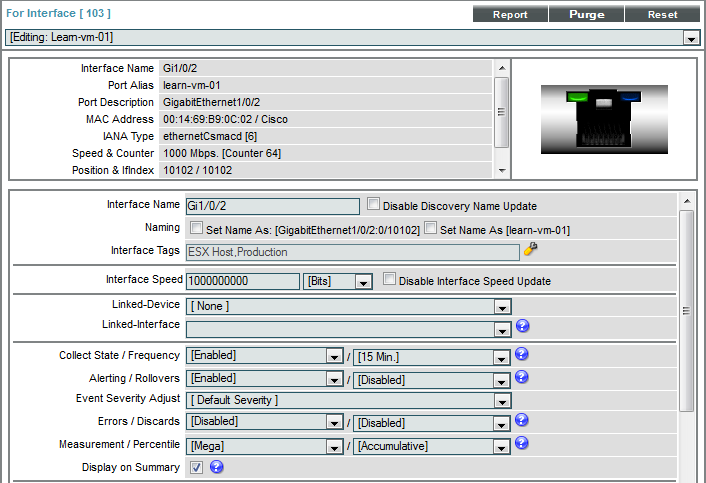 For Interface [ 103 ] Report Purge Reset
[Editing: Learn-vm-01]
Interface Name Gi1/0/2
Port Alias learn-vm-01
Port Description GigabitEthernet1/0/2
MAC Address 00:14:69:B9:0C:02 / Cisco
IANA Type ethernetCsmacd [6]
Speed & Counter 1000 Mbps. [Counter 64]
Position & IfIndex 10102 / 10102
Interface Name Gi1/0/2 Disable Discovery Name Update
Naming Set Name As: [GigabitEthernet1/0/2:0/10102] Set Name As [learn-vm-01]
Interface Tags ESX Host,Production
Interface Speed 1000000000 [Bits] Disable Interface Speed Update
Linked-Device [ None ]
Linked-Interface ?
Collect State / Frequency [Enabled] / [15 Min.] ?
Alerting / Rollovers [Enabled] / [Disabled] ?
Event Severity Adjust [ Default Severity ]
Errors / Discards [Disabled] / [Disabled] ?
Measurement / Percentile [Mega] / [Accumulative] ?
Display on Summary ?